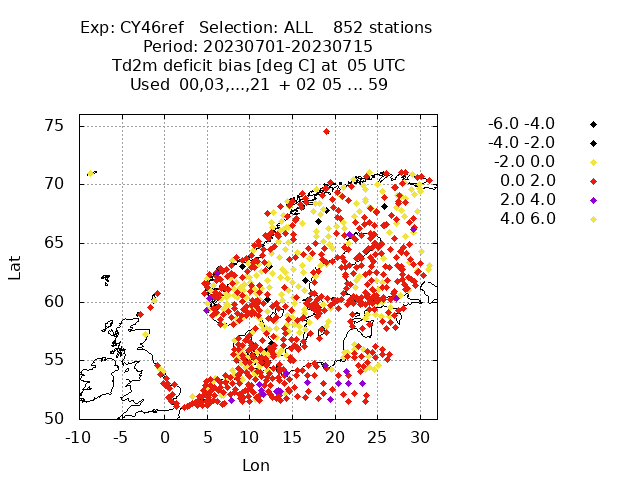 Exp: CY46ref   Selection: ALL    852 stations
Period: 20230701-20230715
Td2m deficit bias [deg C] at  05 UTC
Used  00,03,...,21  + 02 05 ... 59
75
70
65
60
55
50
Lat
-10 -5 0 5 10 15 20 25 30
Lon
-6.0 -4.0
-4.0 -2.0
-2.0 0.0
0.0 2.0
2.0 4.0
4.0 6.0